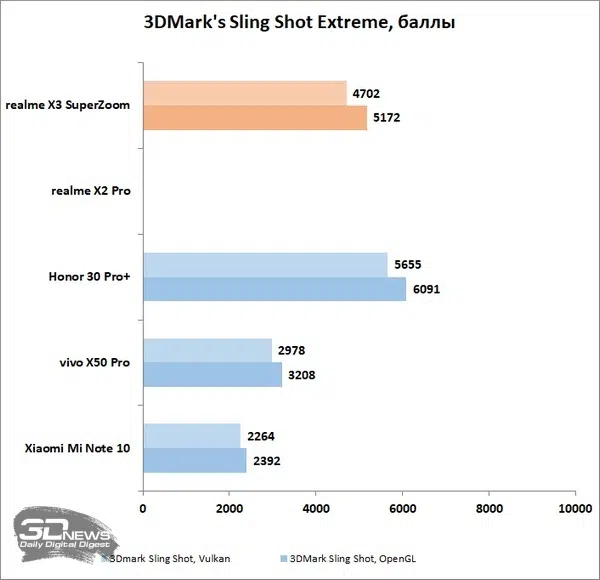 3DMark's Sling Shot Extreme, баллы
realme X3 SuperZoom
4702
5172
realme X2 Pro
Honor 30 Pro+
5655
6091
vivo X50 Pro
2978
3208
Xiaomi Mi Note 10
2264
2392
0 2000 4000 6000 8000 10000
3DNEWS
Daily Digital Digest
3Dmark Sling Shot, Vulkan 3DMark Sling Shot, OpenGL